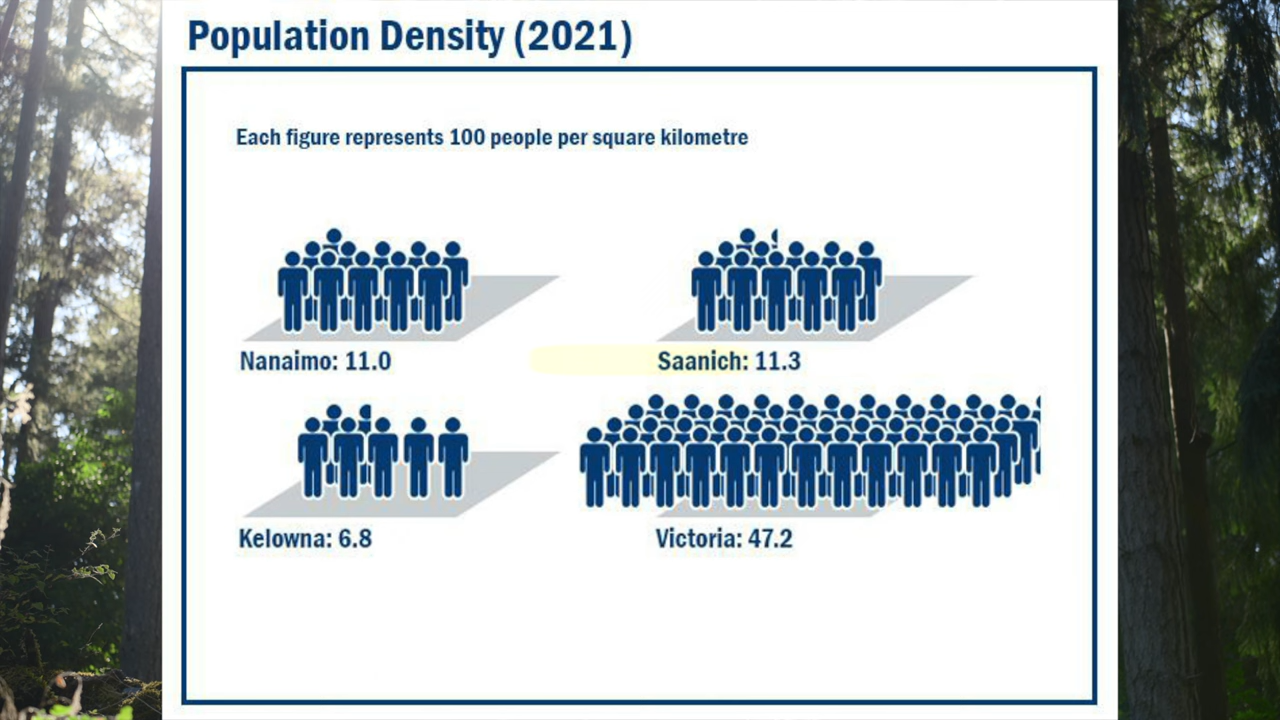 Population Density (2021)
Each figure represents 100 people per square kilometre
Nanaimo: 11.0
Saanich: 11.3
Kelowna: 6.8
Victoria: 47.2